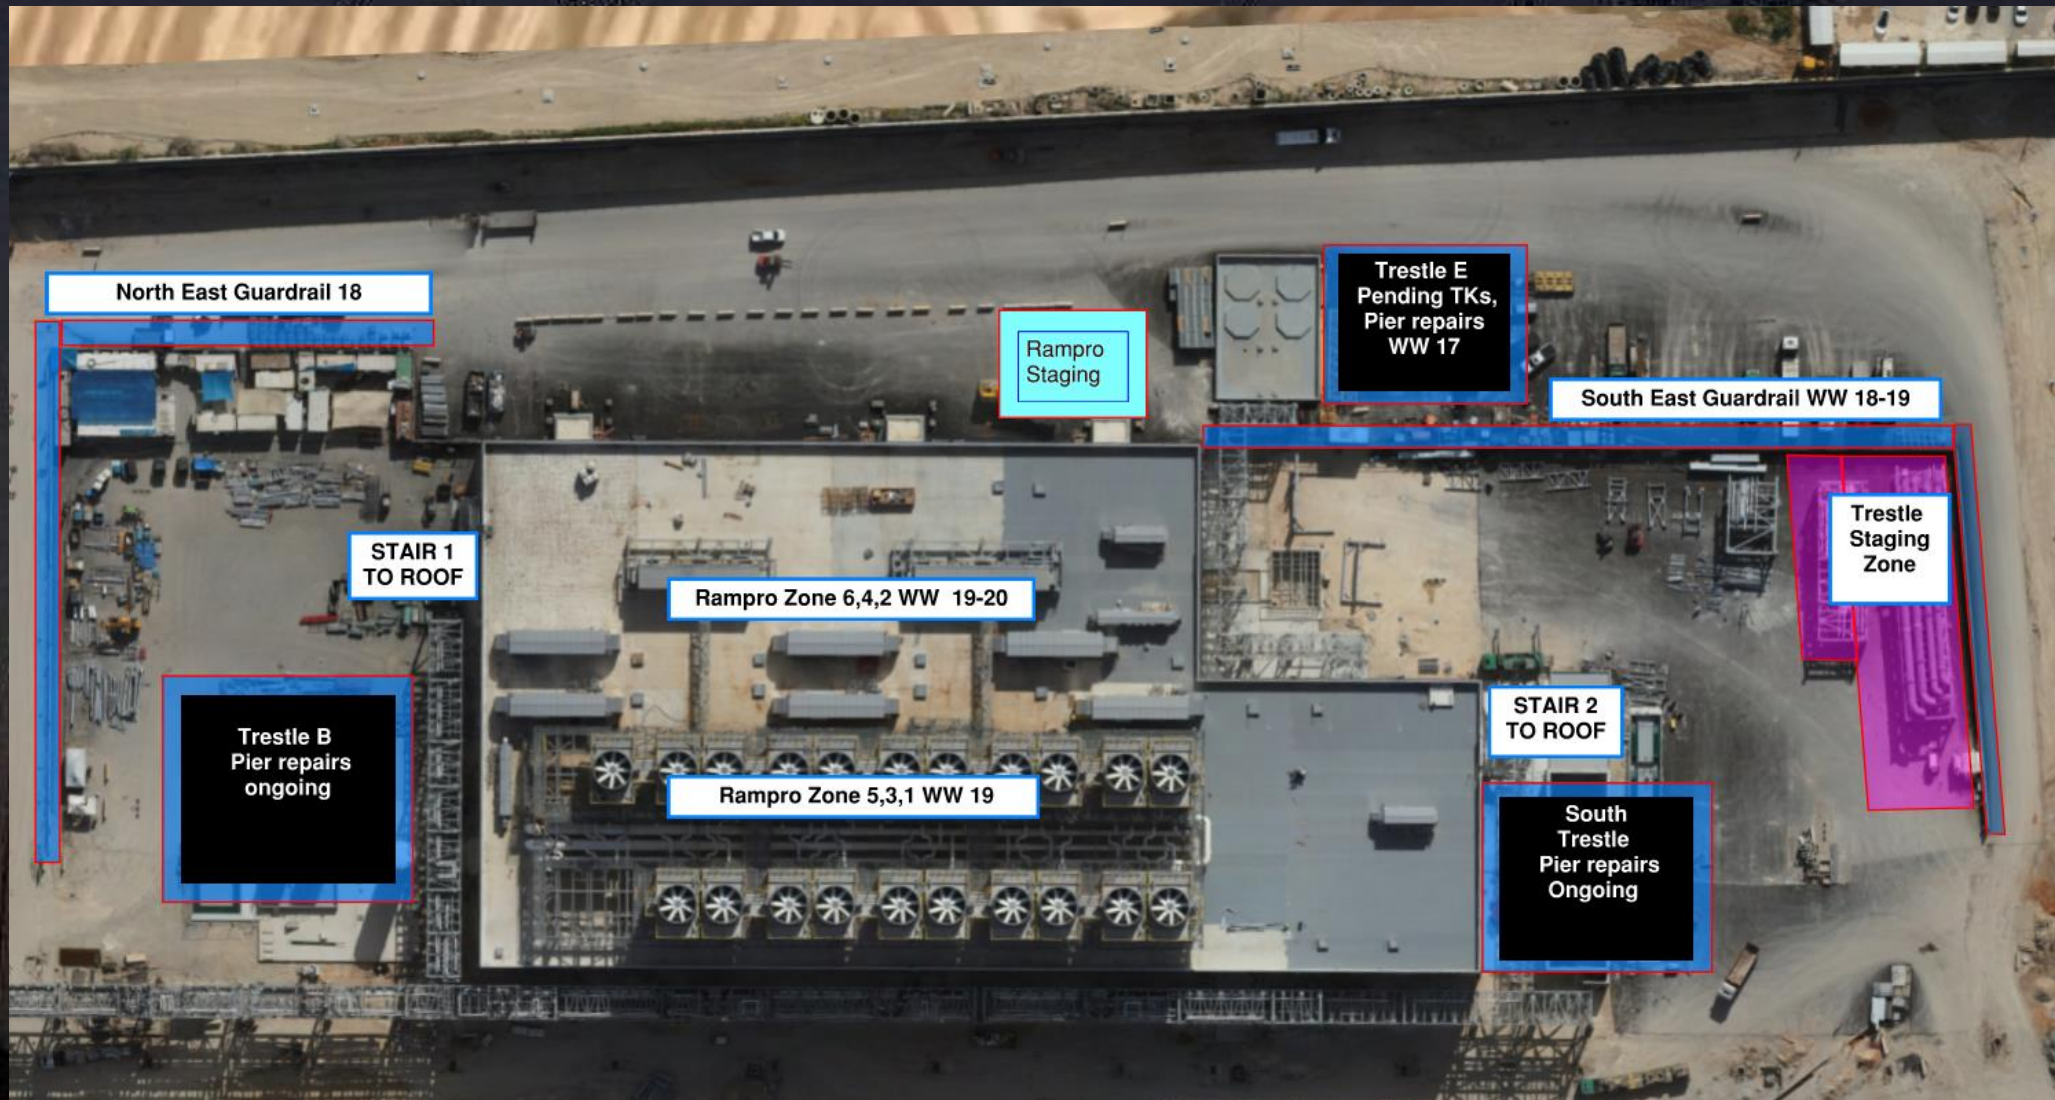 North East Guardrail 18
Trestle E
Pending TKs,
Pier repairs
WW 17
Rampro
Staging
South East Guardrail WW 18-19
Trestle
Staging
Zone
STAIR 1
TO ROOF
Rampro Zone 6,4,2 WW 19-20
STAIR 2
TO ROOF
Trestle B
Pier repairs
ongoing
Rampro Zone 5,3,1 WW 19
South
Trestle
Pier repairs
Ongoing